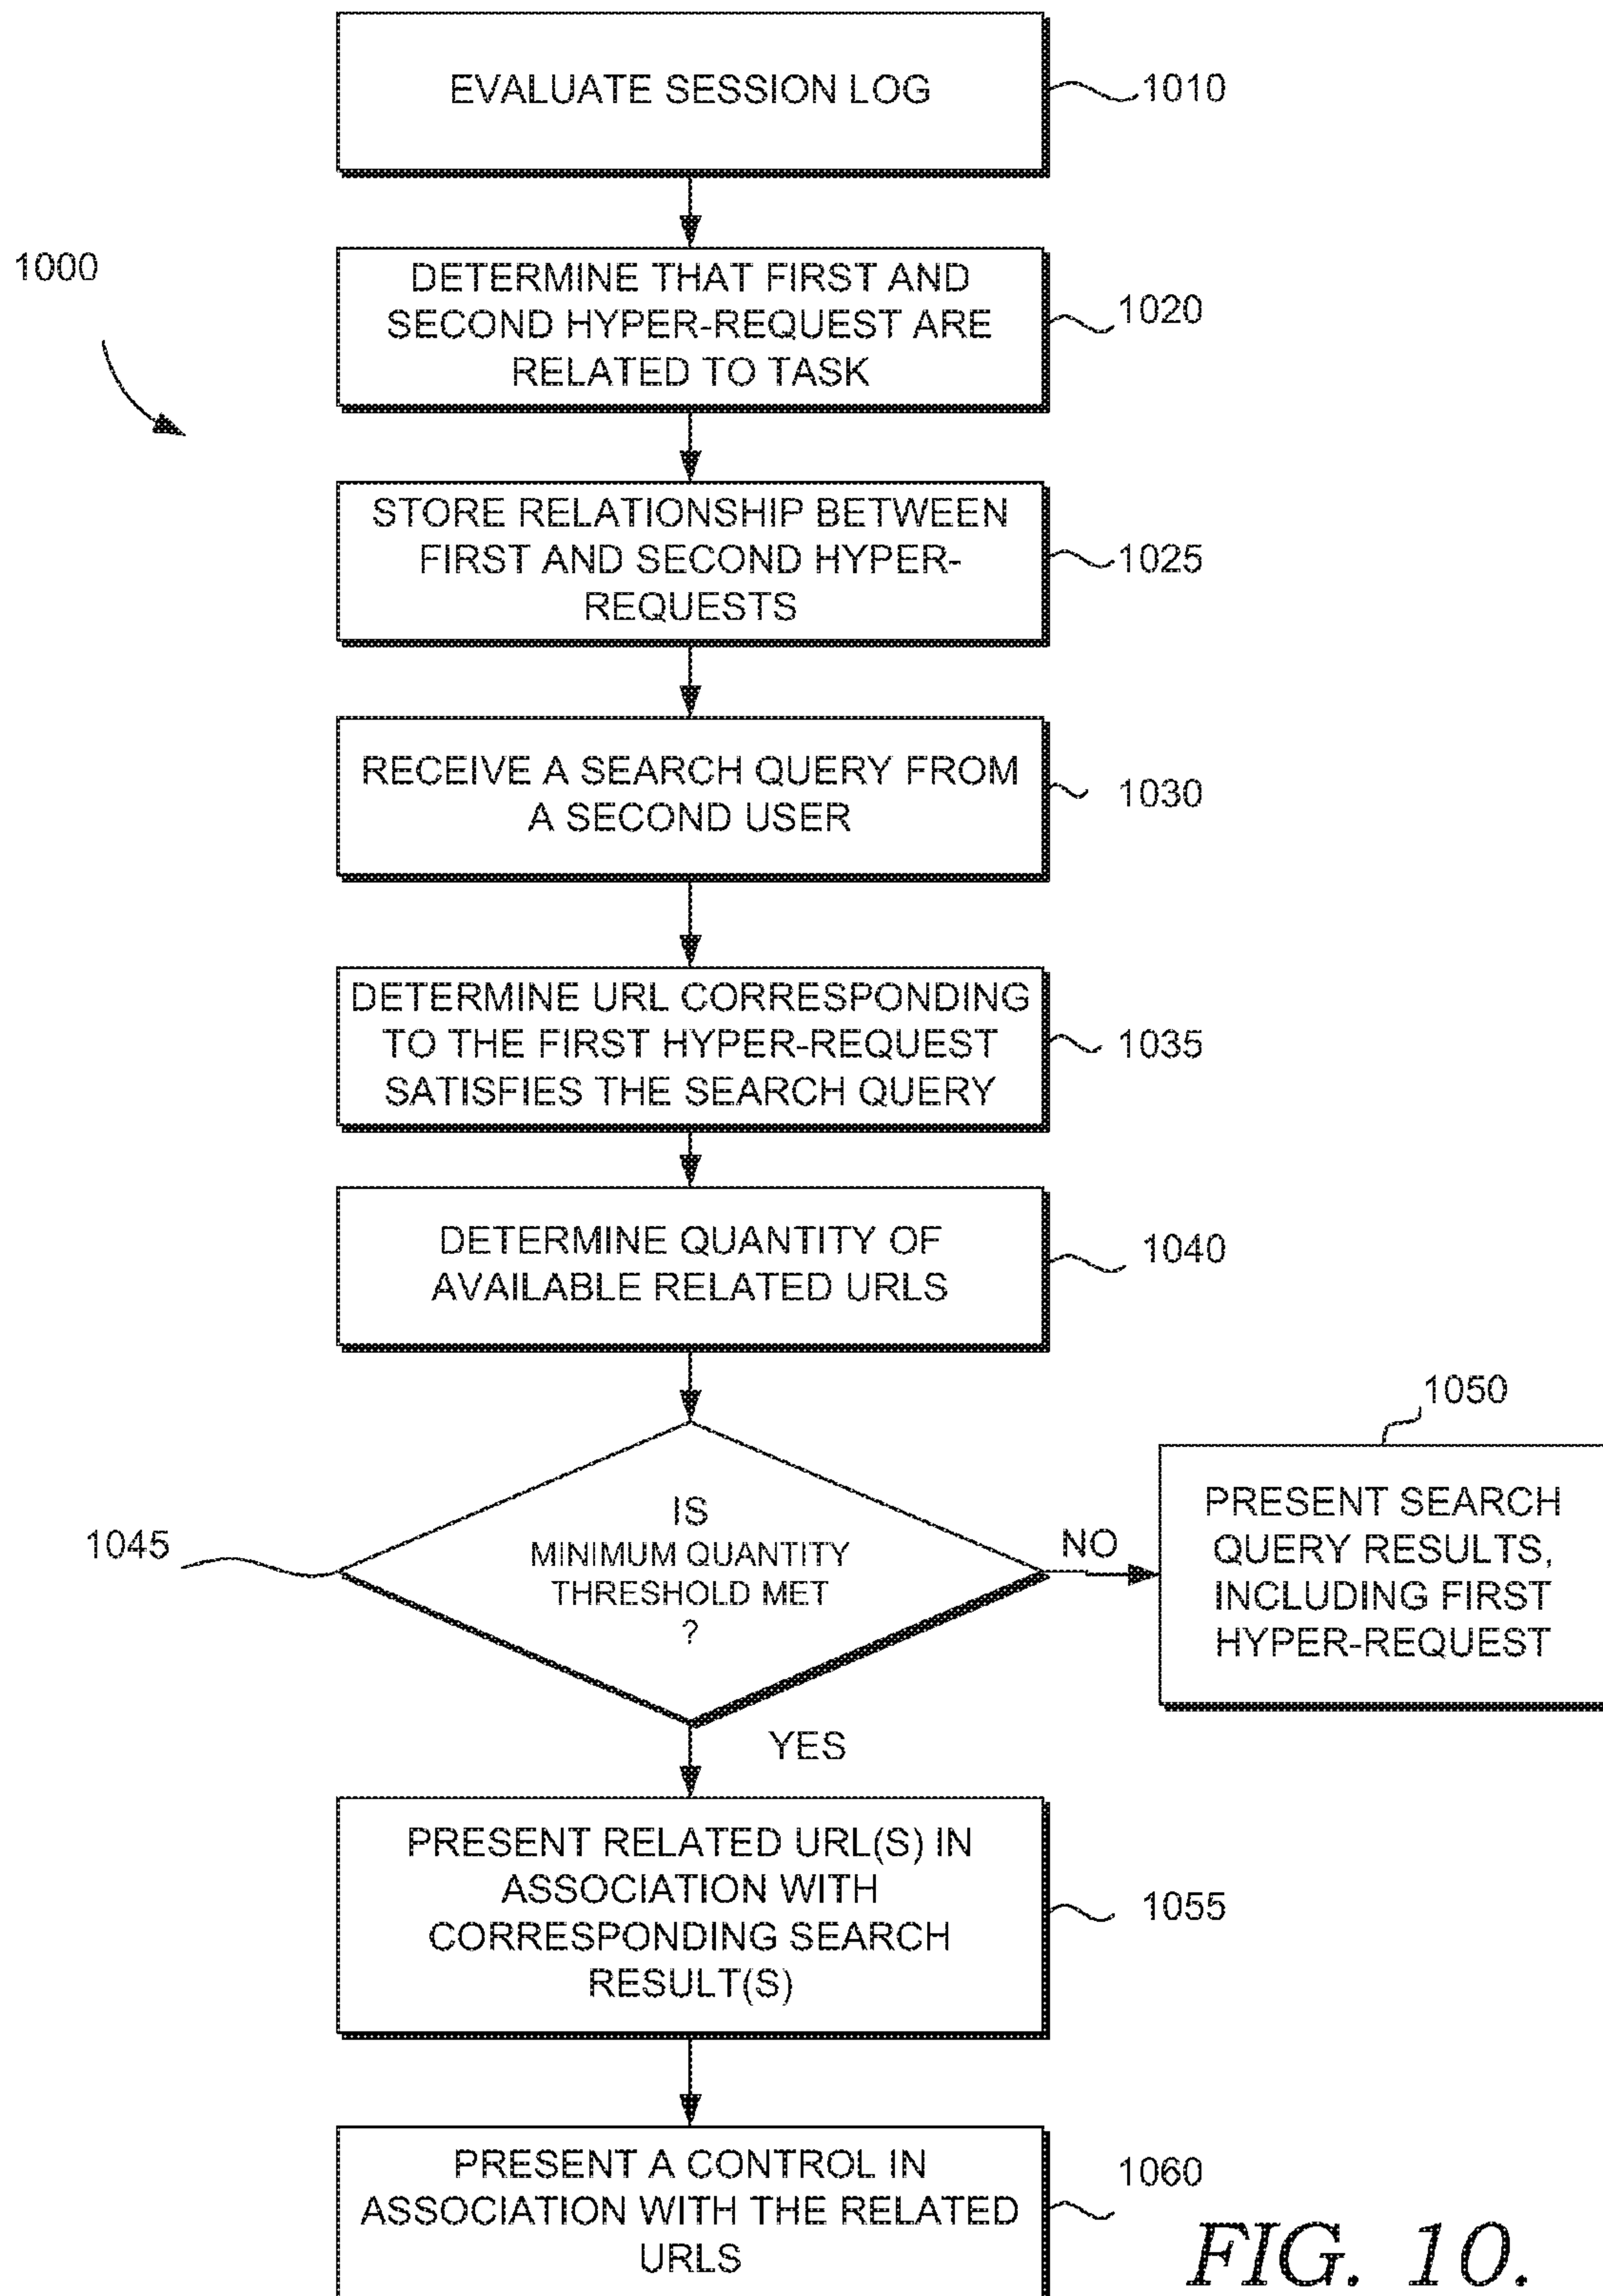 EVALUATE SESSION LOG
1010
1000
DETERMINE THAT FIRST AND
SECOND HYPER-REQUEST ARE
RELATED TO TASK
1020
STORE RELATIONSHIP BETWEEN
FIRST AND SECOND HYPER-
REQUESTS
1025
RECEIVE A SEARCH QUERY FROM
A SECOND USER
1030
DETERMINE URL CORRESPONDING
TO THE FIRST HYPER-REQUEST
SATISFIES THE SEARCH QUERY
1035
DETERMINE QUANTITY OF
AVAILABLE RELATED URLS
1040
1045
IS
MINIMUM QUANTITY
THRESHOLD MET
?
NO
1050
PRESENT SEARCH
QUERY RESULTS,
INCLUDING FIRST
HYPER-REQUEST
YES
PRESENT RELATED URL(S) IN
ASSOCIATION WITH
CORRESPONDING SEARCH
RESULT(S)
1055
PRESENT A CONTROL IN
ASSOCIATION WITH THE RELATED
URLS
1060
FIG. 10.